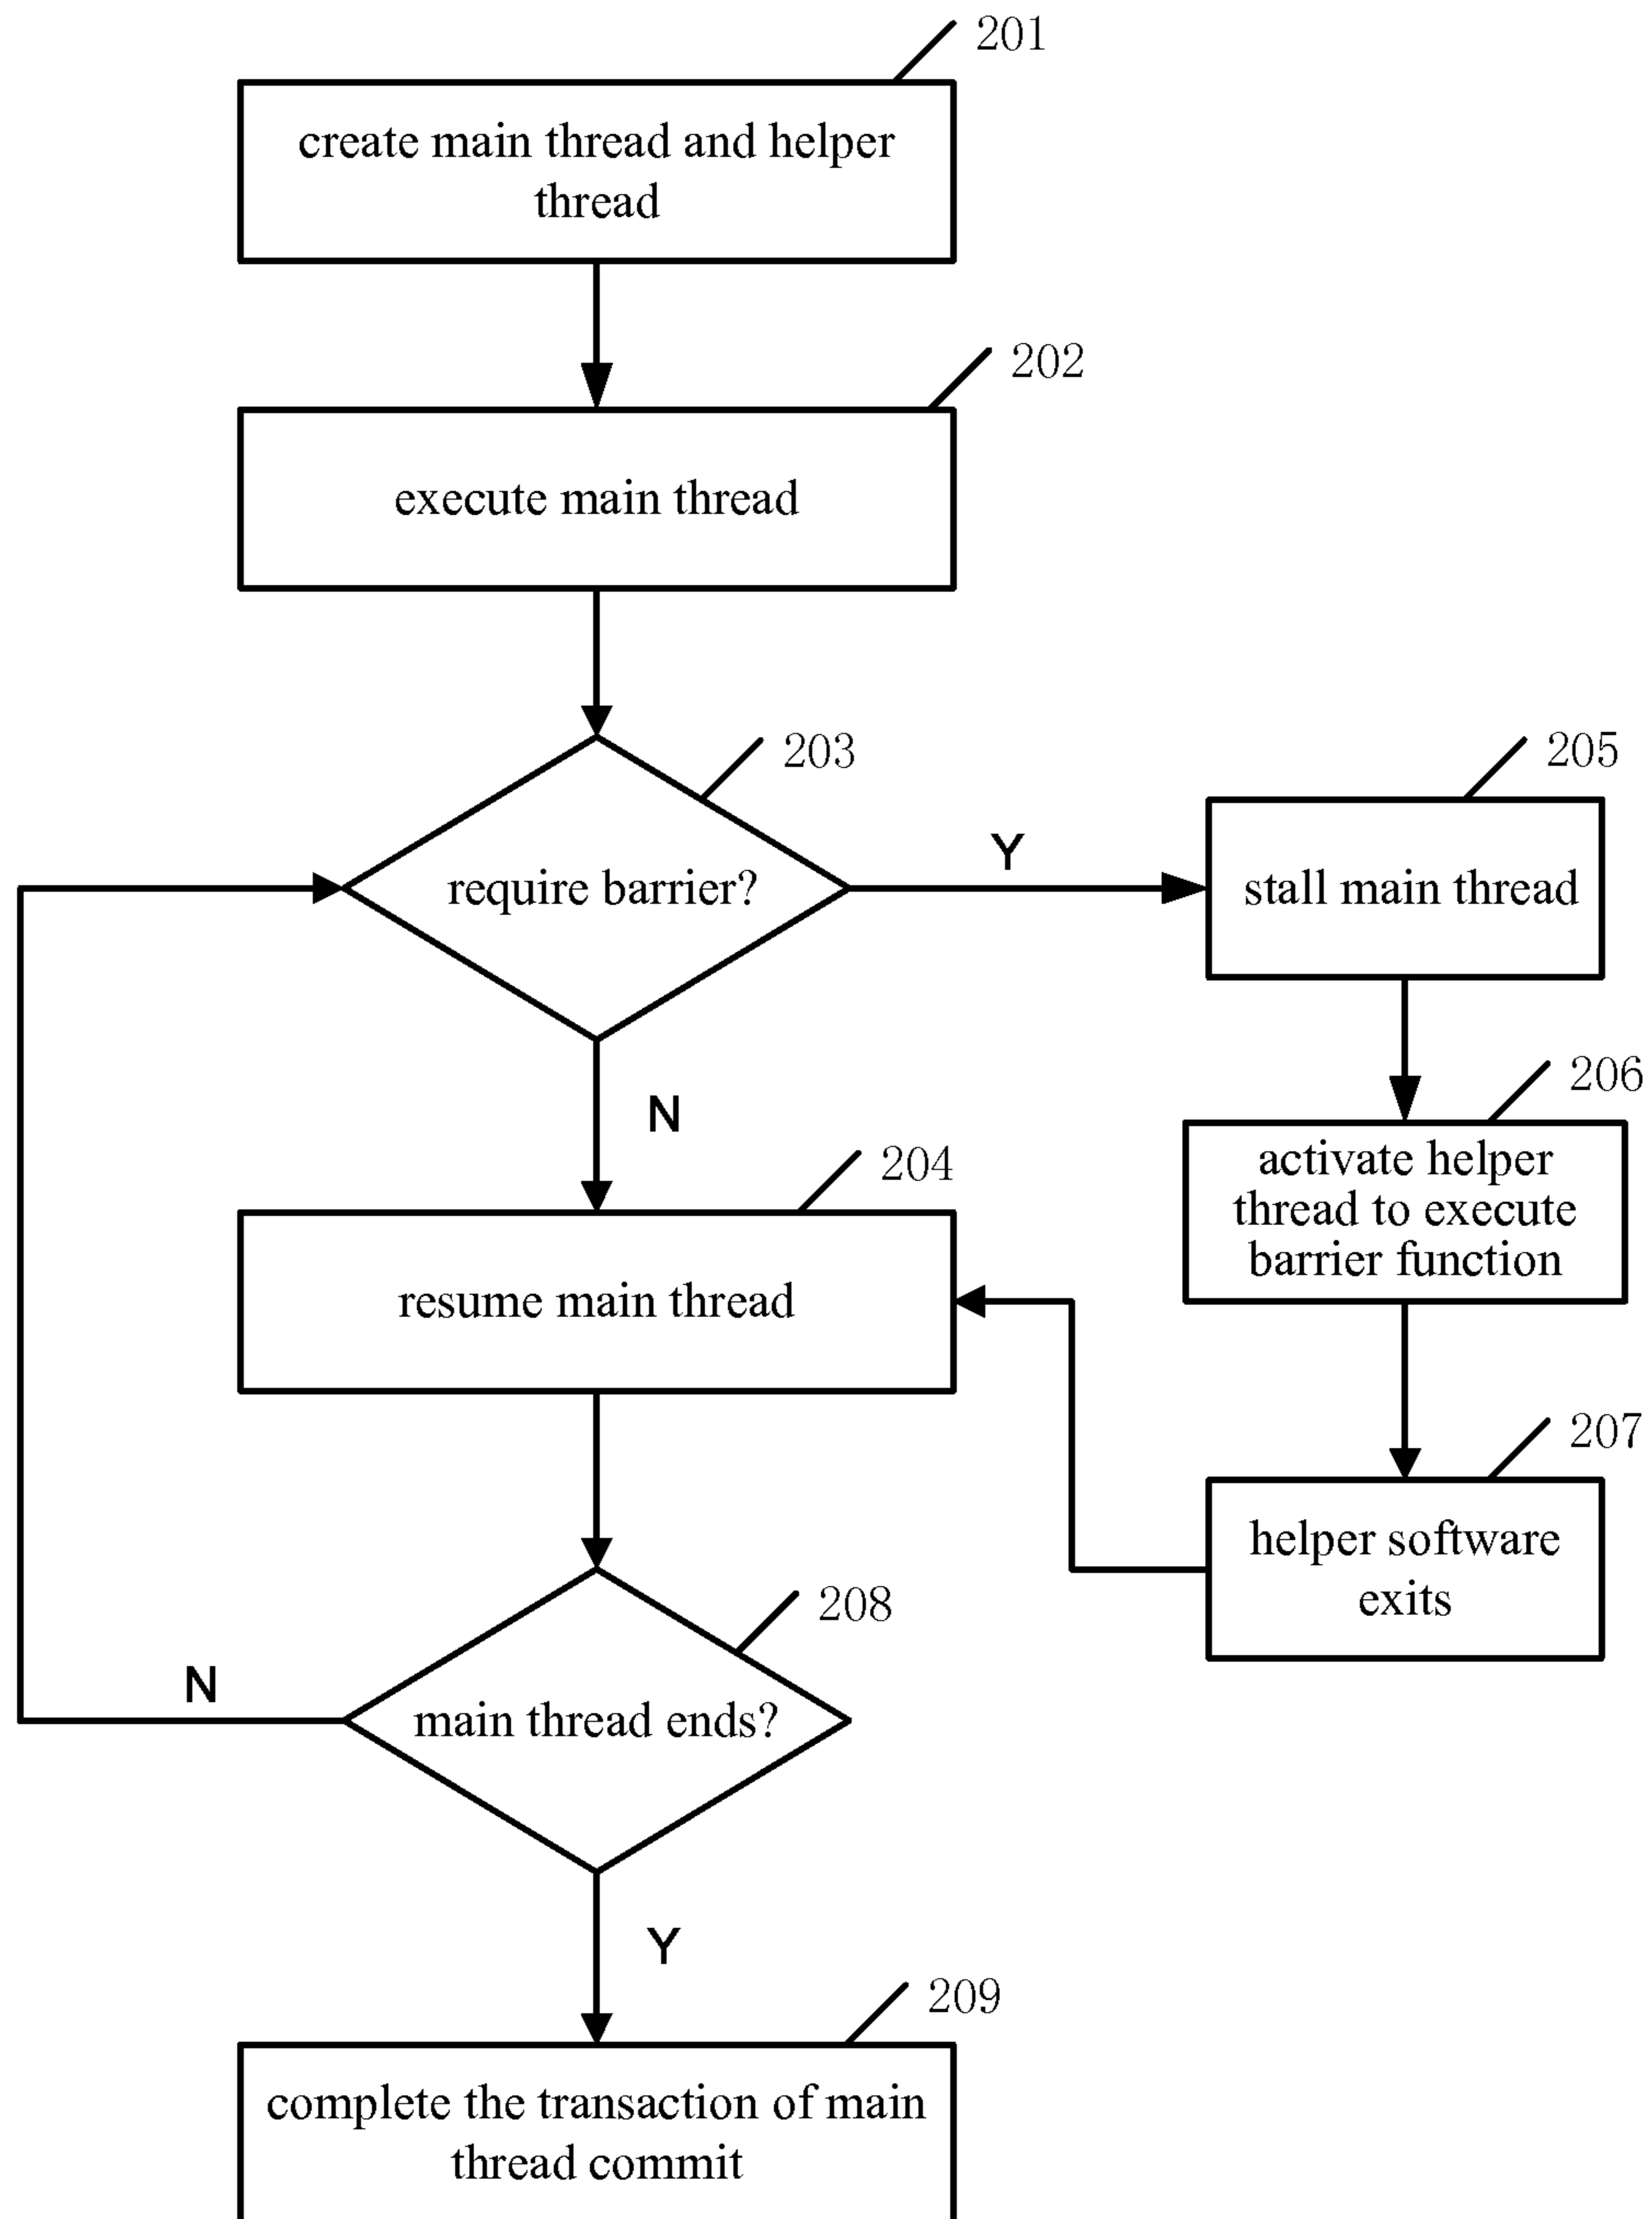 201
create main thread and helper
thread
202
execute main thread
203
require barrier?
Y
205
stall main thread
N
206
activate helper
thread to execute
barrier function
204
resume main thread
207
helper software
exits
208
main thread ends?
N
Y
209
complete the transaction of main
thread commit